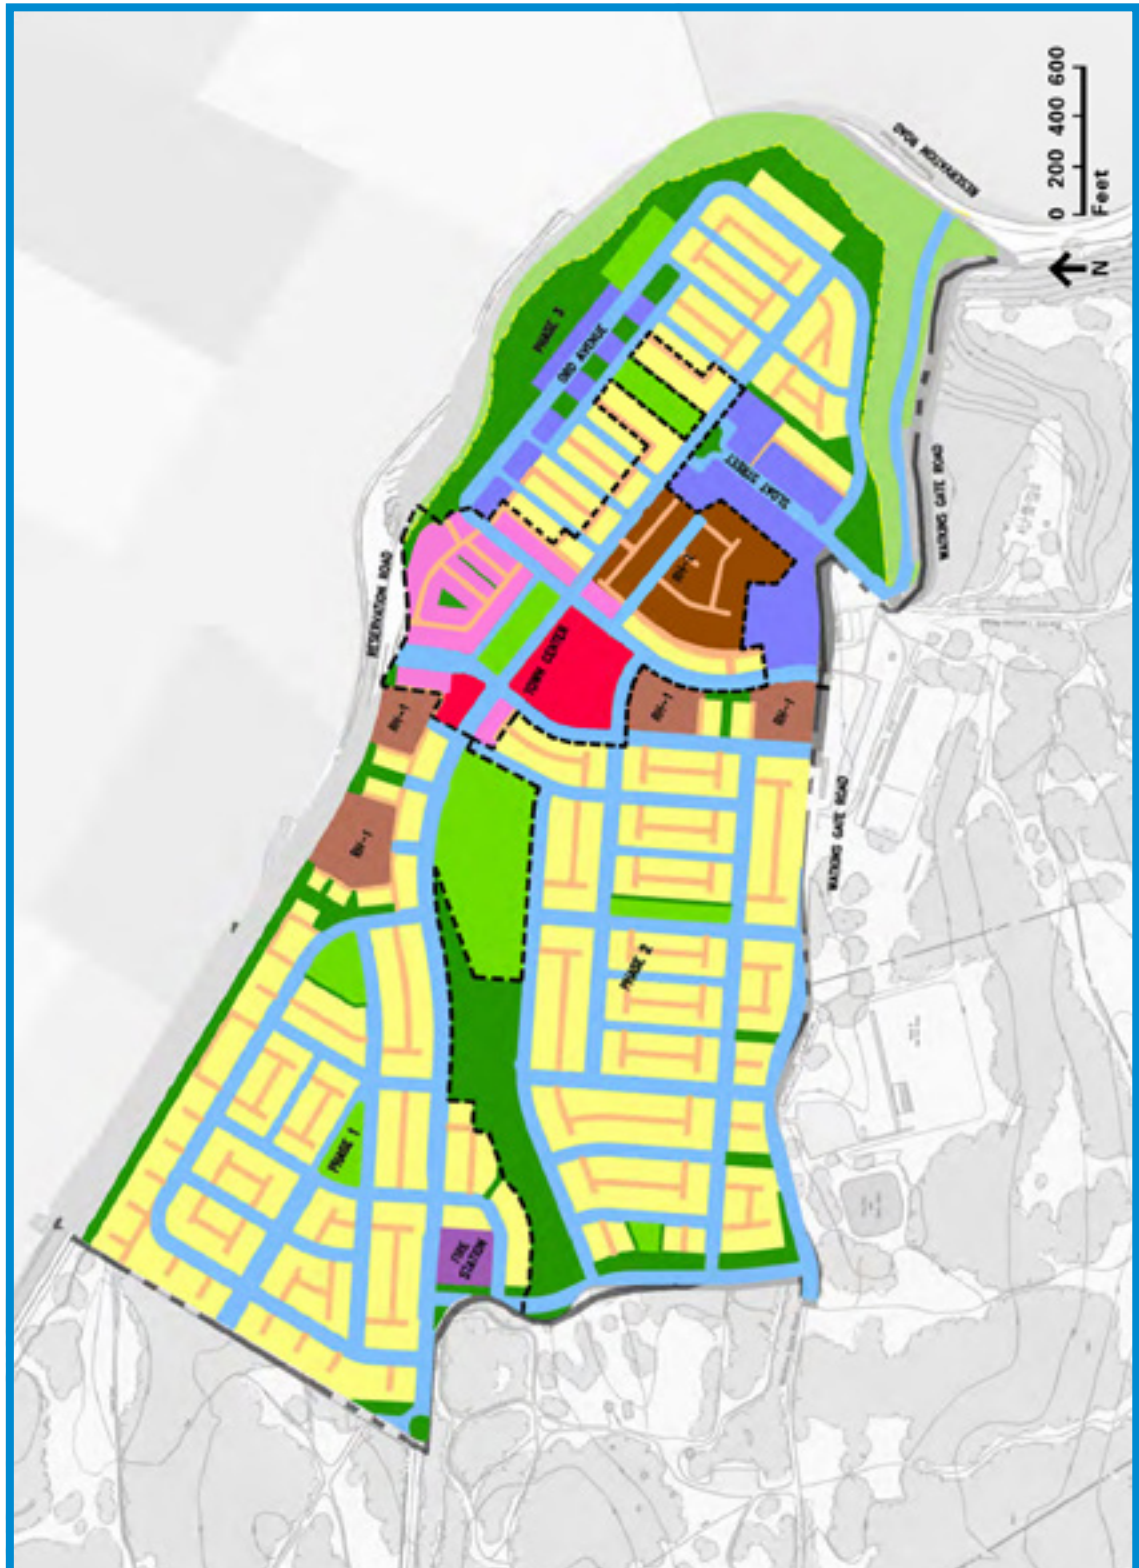 RESERVATION ROAD
0 200 400 600
Feet
N
PHASE 3
OBO AVENUE
SLOAT STREET
WATKINS GATE ROAD
RESERVATION ROAD
TOWN CENTER
RH-1
RH-1
RH-1
RH-1
WATKINS GATE ROAD
PHASE 2
PHASE 1
FIRE
STATION